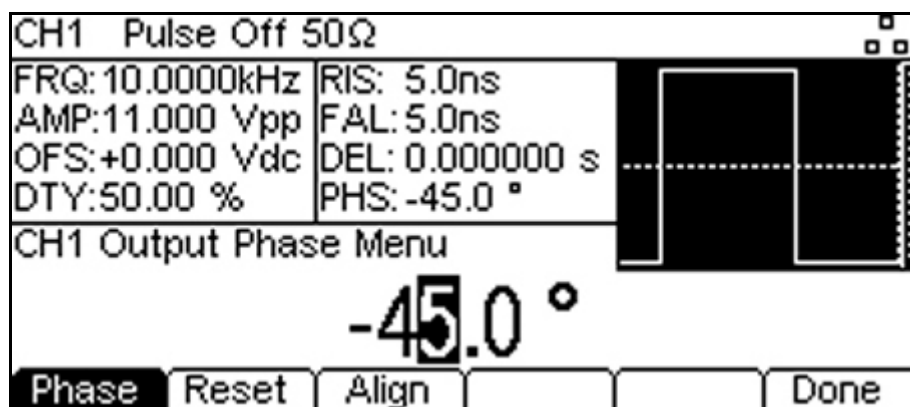 CH1 Pulse Off 50Ω
FRQ:10.0000kHz RIS: 5.0ns
AMP:11.000 Vpp FAL:5.0ns
OFS:+0.000 Vdc DEL: 0.000000 s
DTY:50.00 % PHS:-45.0 °
CH1 Output Phase Menu
-45.0 °
Phase Reset Align Done